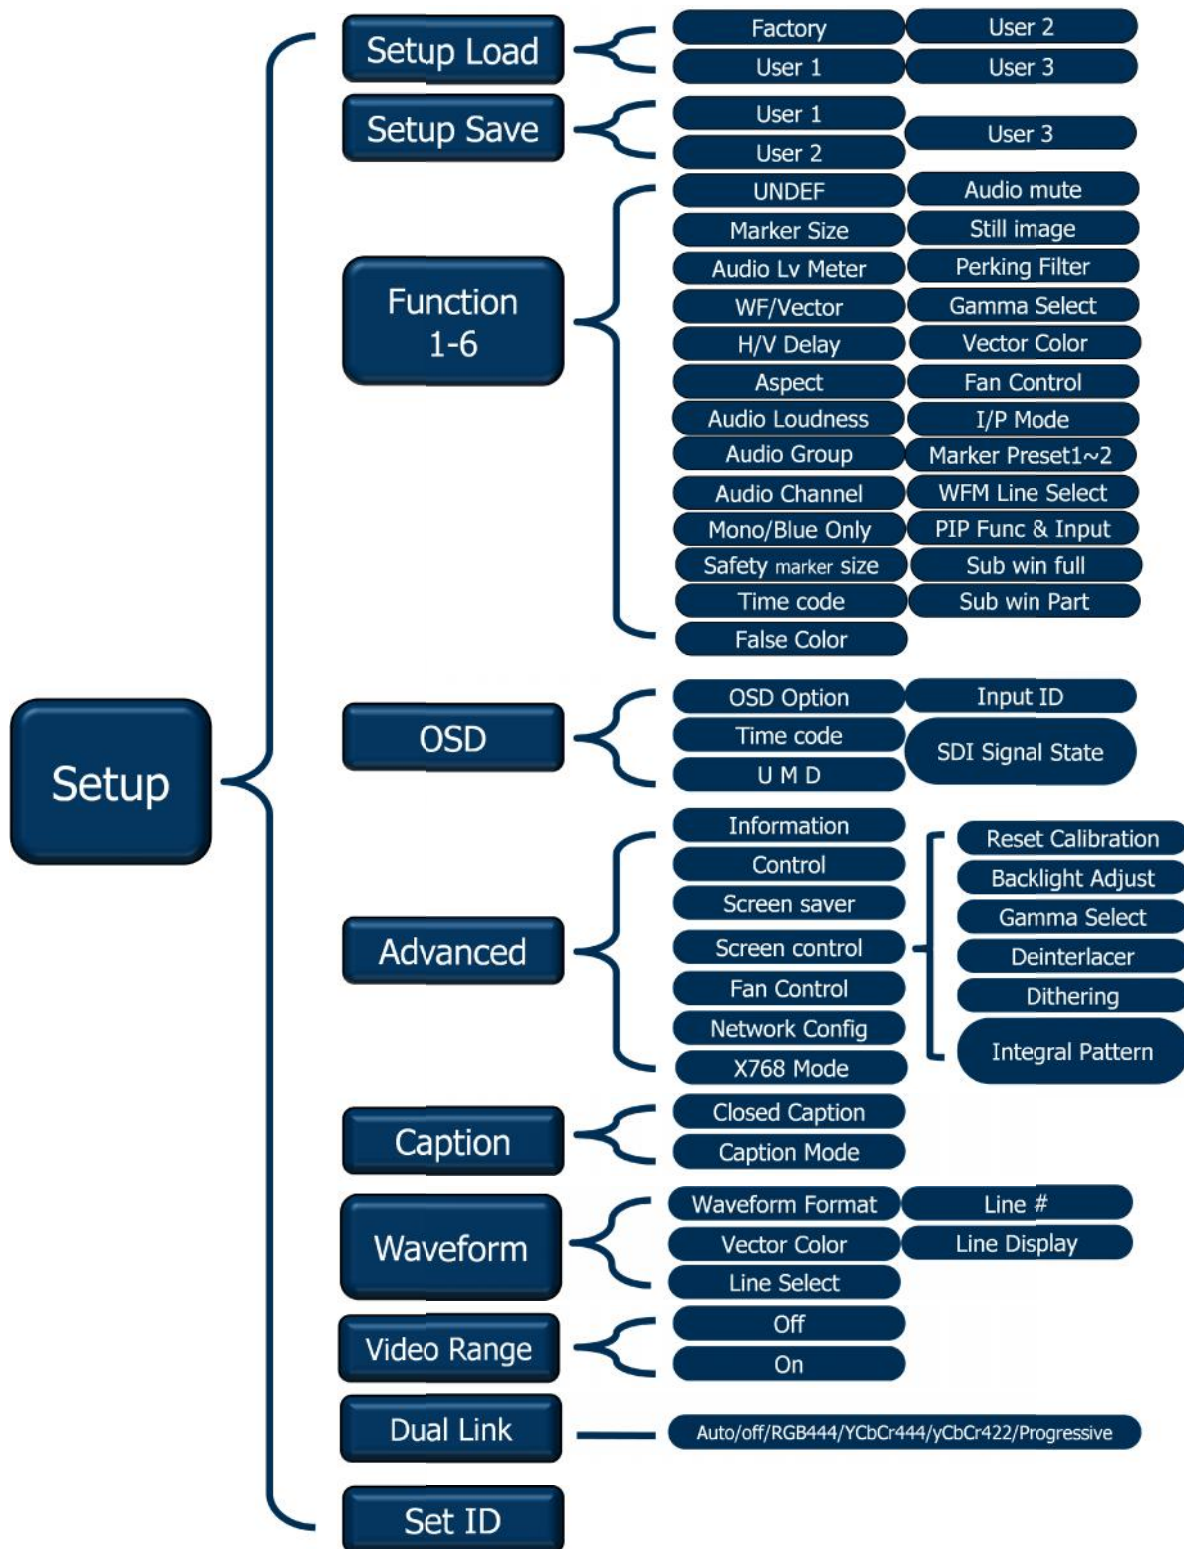 Setup
Setup Load
Factory
User 2
User 1
User 3
Setup Save
User 1
User 2
User 3
Function
1-6
UNDEF
Audio mute
Marker Size
Still image
Audio Lv Meter
Perking Filter
WF/Vector
Gamma Select
H/V Delay
Vector Color
Aspect
Fan Control
Audio Loudness
I/P Mode
Audio Group
Marker Preset1~2
Audio Channel
WFM Line Select
Mono/Blue Only
PIP Func & Input
Safety marker size
Sub win full
Time code
Sub win Part
False Color
OSD
OSD Option
Input ID
Time code
SDI Signal State
U M D
Advanced
Information
Control
Screen saver
Screen control
Fan Control
Network Config
X768 Mode
Reset Calibration
Backlight Adjust
Gamma Select
Deinterlacer
Dithering
Integral Pattern
Caption
Closed Caption
Caption Mode
Waveform
Waveform Format
Line #
Vector Color
Line Display
Line Select
Video Range
Off
On
Dual Link
Auto/off/RGB444/YCbCr444/yCbCr422/Progressive
Set ID